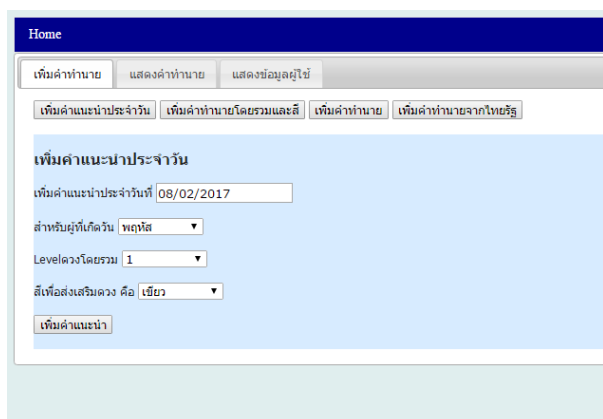 Home
เพิ่มคำทำนาย แสดงคำทำนาย แสดงข้อมูลผู้ใช้
เพิ่มคำแนะนำประจำวัน เพิ่มคำทำนายโดยรวมและสี เพิ่มคำทำนาย เพิ่มคำทำนายจากไทยรัฐ
เพิ่มคำแนะนำประจำวัน
เพิ่มคำแนะนำประจำวันที่ 08/02/2017
สำหรับผู้ที่เกิดวัน พฤหัส
Levelดวงโดยรวม 1
สีเพื่อส่งเสริมดวง คือ เขียว
เพิ่มคำแนะนำ